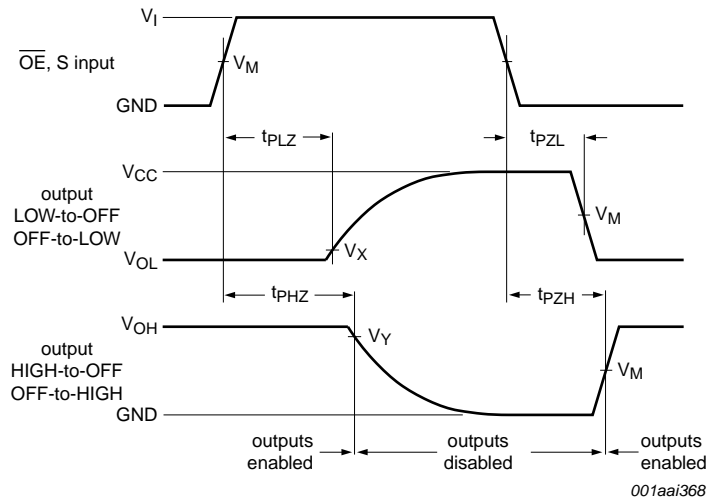 V_I
OE, S input
V_M
GND
t_PLZ
t_PZL
V_CC
output
LOW-to-OFF
OFF-to-LOW
V_M
V_X
V_OL
t_PHZ
t_PZH
V_OH
V_Y
output
HIGH-to-OFF
OFF-to-HIGH
V_M
GND
outputs
enabled
outputs
disabled
outputs
enabled
001aai368